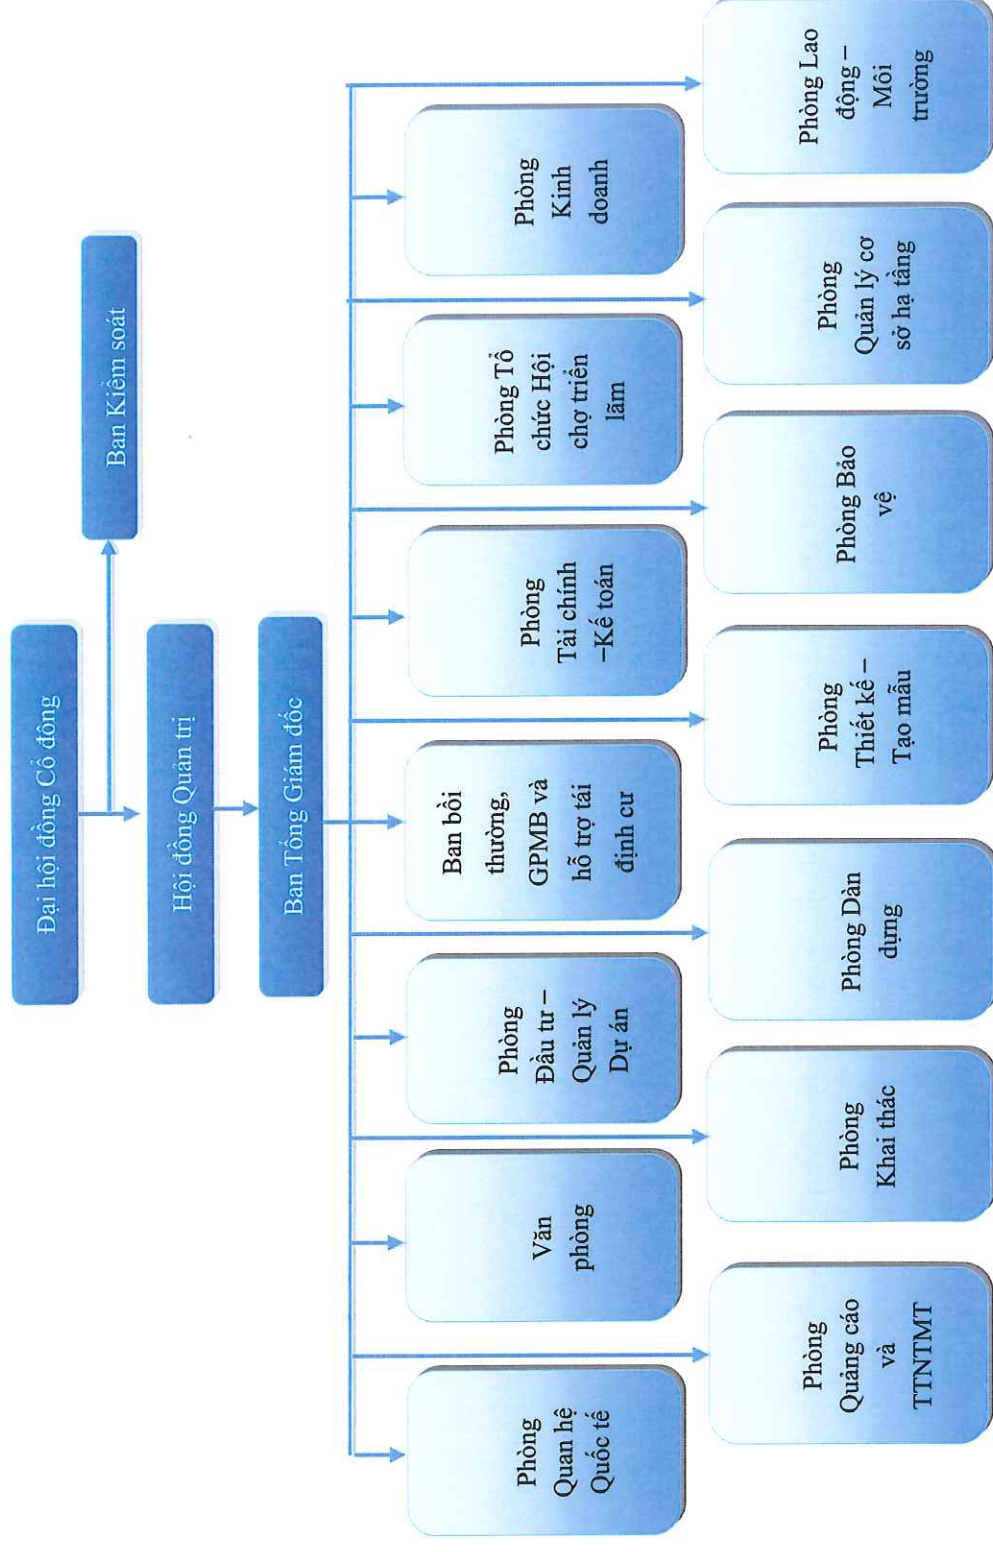 Đại hội đồng Cổ đông
Ban Kiểm soát
Hội đồng Quản trị
Ban Tổng Giám đốc
Phòng
Quan hệ
Quốc tế
Văn
phòng
Phòng
Đầu tư –
Quản lý
Dự án
Ban bồi
thường,
GPMB và
hỗ trợ tái
định cư
Phòng
Tài chính
–Kế toán
Phòng Tổ
chức Hội
chợ triển
lãm
Phòng
Kinh
doanh
Phòng
Quảng cáo
và
TTNTMT
Phòng
Khai thác
Phòng Dàn
dựng
Phòng
Thiết kế –
Tạo mẫu
Phòng Bảo
vệ
Phòng
Quản lý cơ
sở hạ tầng
Phòng Lao
động –
Môi
trường